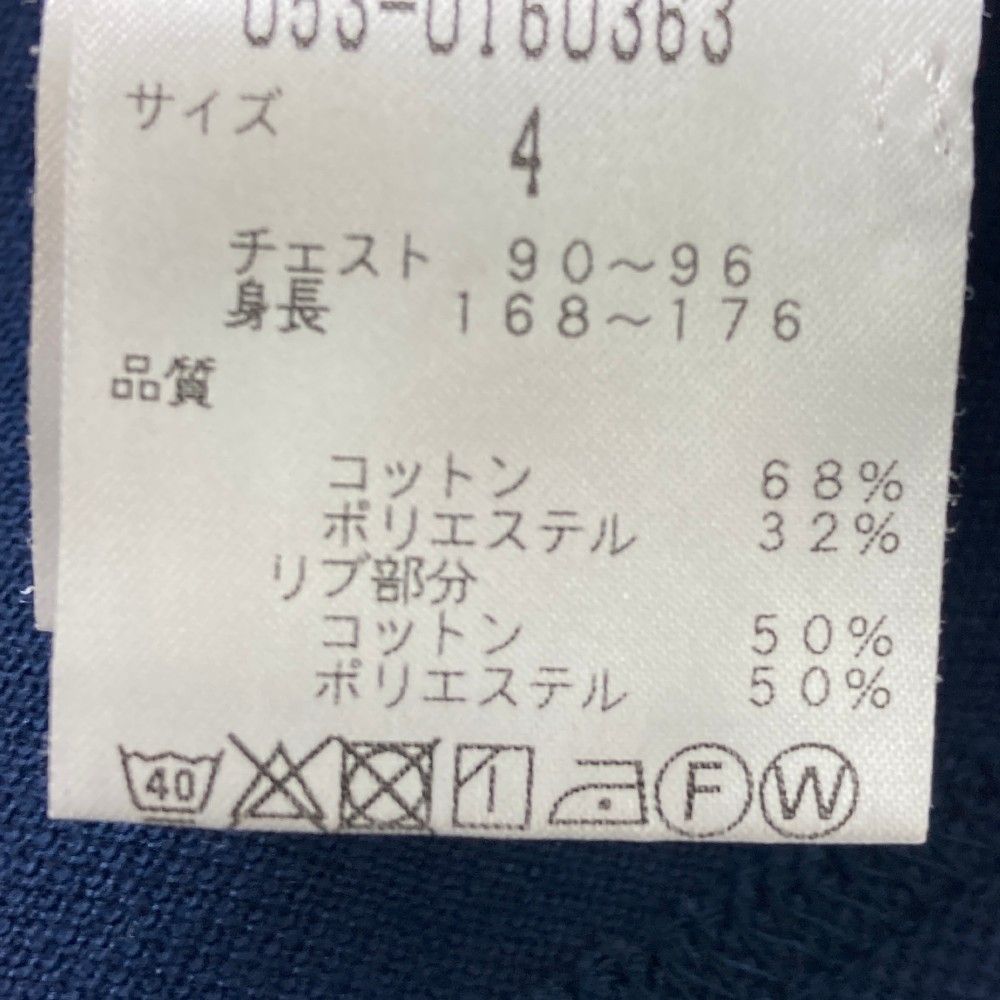 053-0160363
サイズ 4
チェスト 90～96
身長 168～176
品質
コットン 68%
ポリエステル 32%
リブ部分
コットン 50%
ポリエステル 50%
40 F W